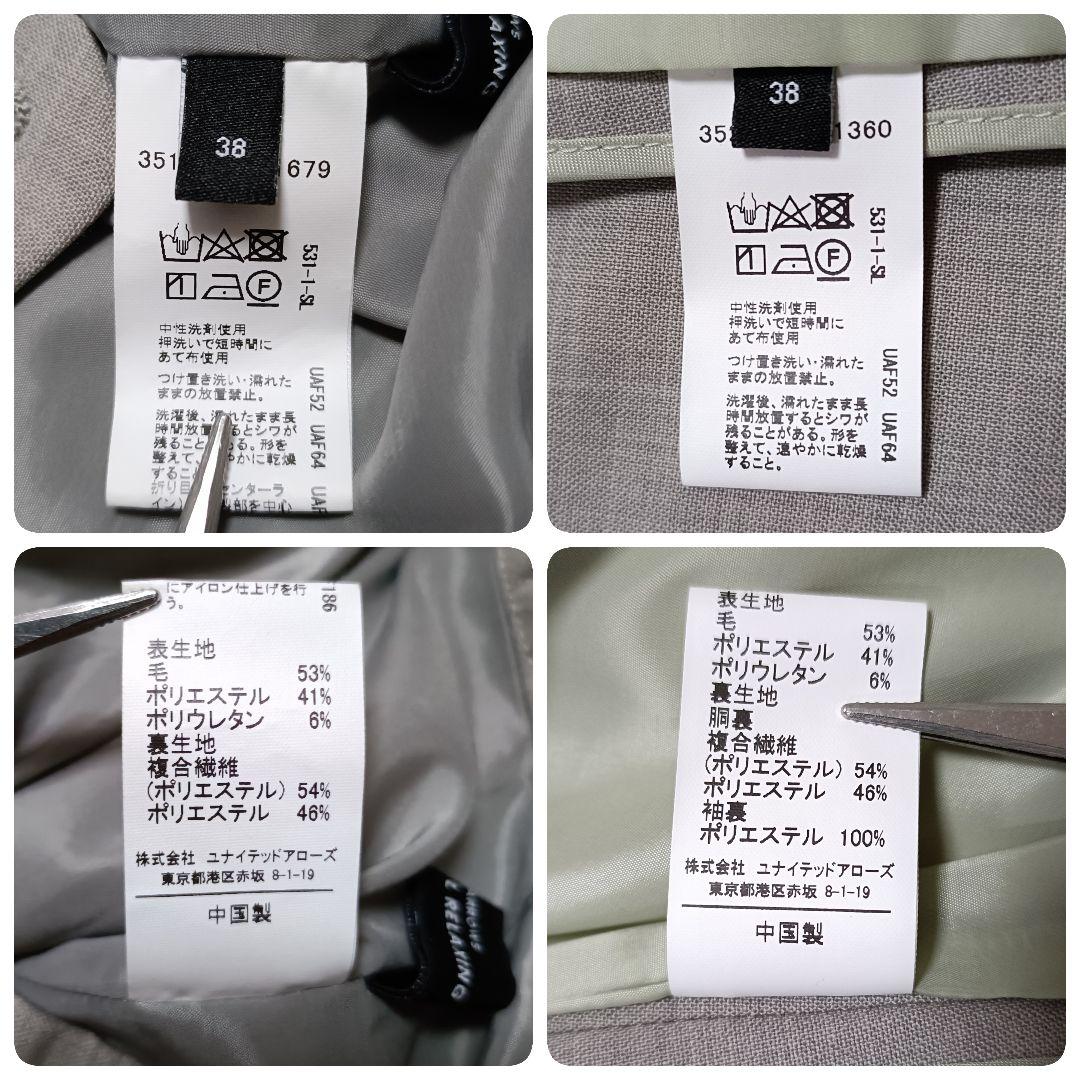 38
351
679
F
531-1-SL
中性洗剤使用
押洗いで短時間に
あて布使用
つけ置き洗い・濡れた
ままの放置禁止。
洗濯後、濡れたまま長
時間放置するとシワが
残ることがある。形を
整えて、やかに乾燥
すること
UAF52 UAF64
RELAXING
38
35
1360
F
531-1-SL
中性洗剤使用
押洗いで短時間に
あて布使用
つけ置き洗い・濡れた
ままの放置禁止。
洗濯後、濡れたまま長
時間放置するとシワが
残ることがある。形を
整えて、速やかに乾燥
すること。
UAF52 UAF64
にアイロン仕上げを行
う。
186
表生地
毛 53%
ポリエステル 41%
ポリウレタン 6%
裏生地
複合繊維
(ポリエステル) 54%
ポリエステル 46%
株式会社 ユナイテッドアローズ
東京都港区赤坂 8-1-19
中国製
RELAXING
表生地
毛 53%
ポリエステル 41%
ポリウレタン 6%
裏生地
胴裏
複合繊維
(ポリエステル) 54%
ポリエステル 46%
袖裏
ポリエステル 100%
株式会社 ユナイテッドアローズ
東京都港区赤坂 8-1-19
中国製